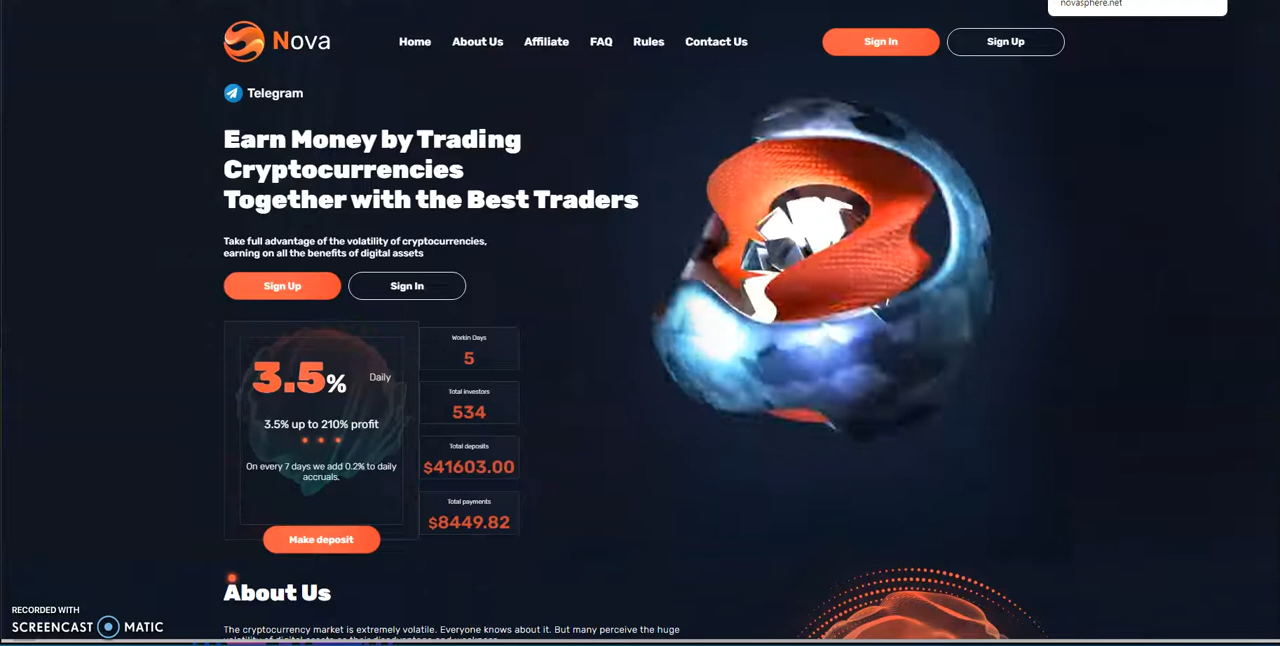 novasphere.net
Nova
Home About Us Affiliate FAQ Rules Contact Us
Sign In Sign Up
Telegram
Earn Money by Trading
Cryptocurrencies
Together with the Best Traders
Take full advantage of the volatility of cryptocurrencies,
earning on all the benefits of digital assets
Sign Up Sign In
3.5% Daily
3.5% up to 210% profit
On every 7 days we add 0.2% to daily
accruals.
Make deposit
Workin Days
5
Total investors
534
Total deposits
$41603.00
Total payments
$8449.82
About Us
The cryptocurrency market is extremely volatile. Everyone knows about it. But many perceive the huge
RECORDED WITH
SCREENCAST MATIC